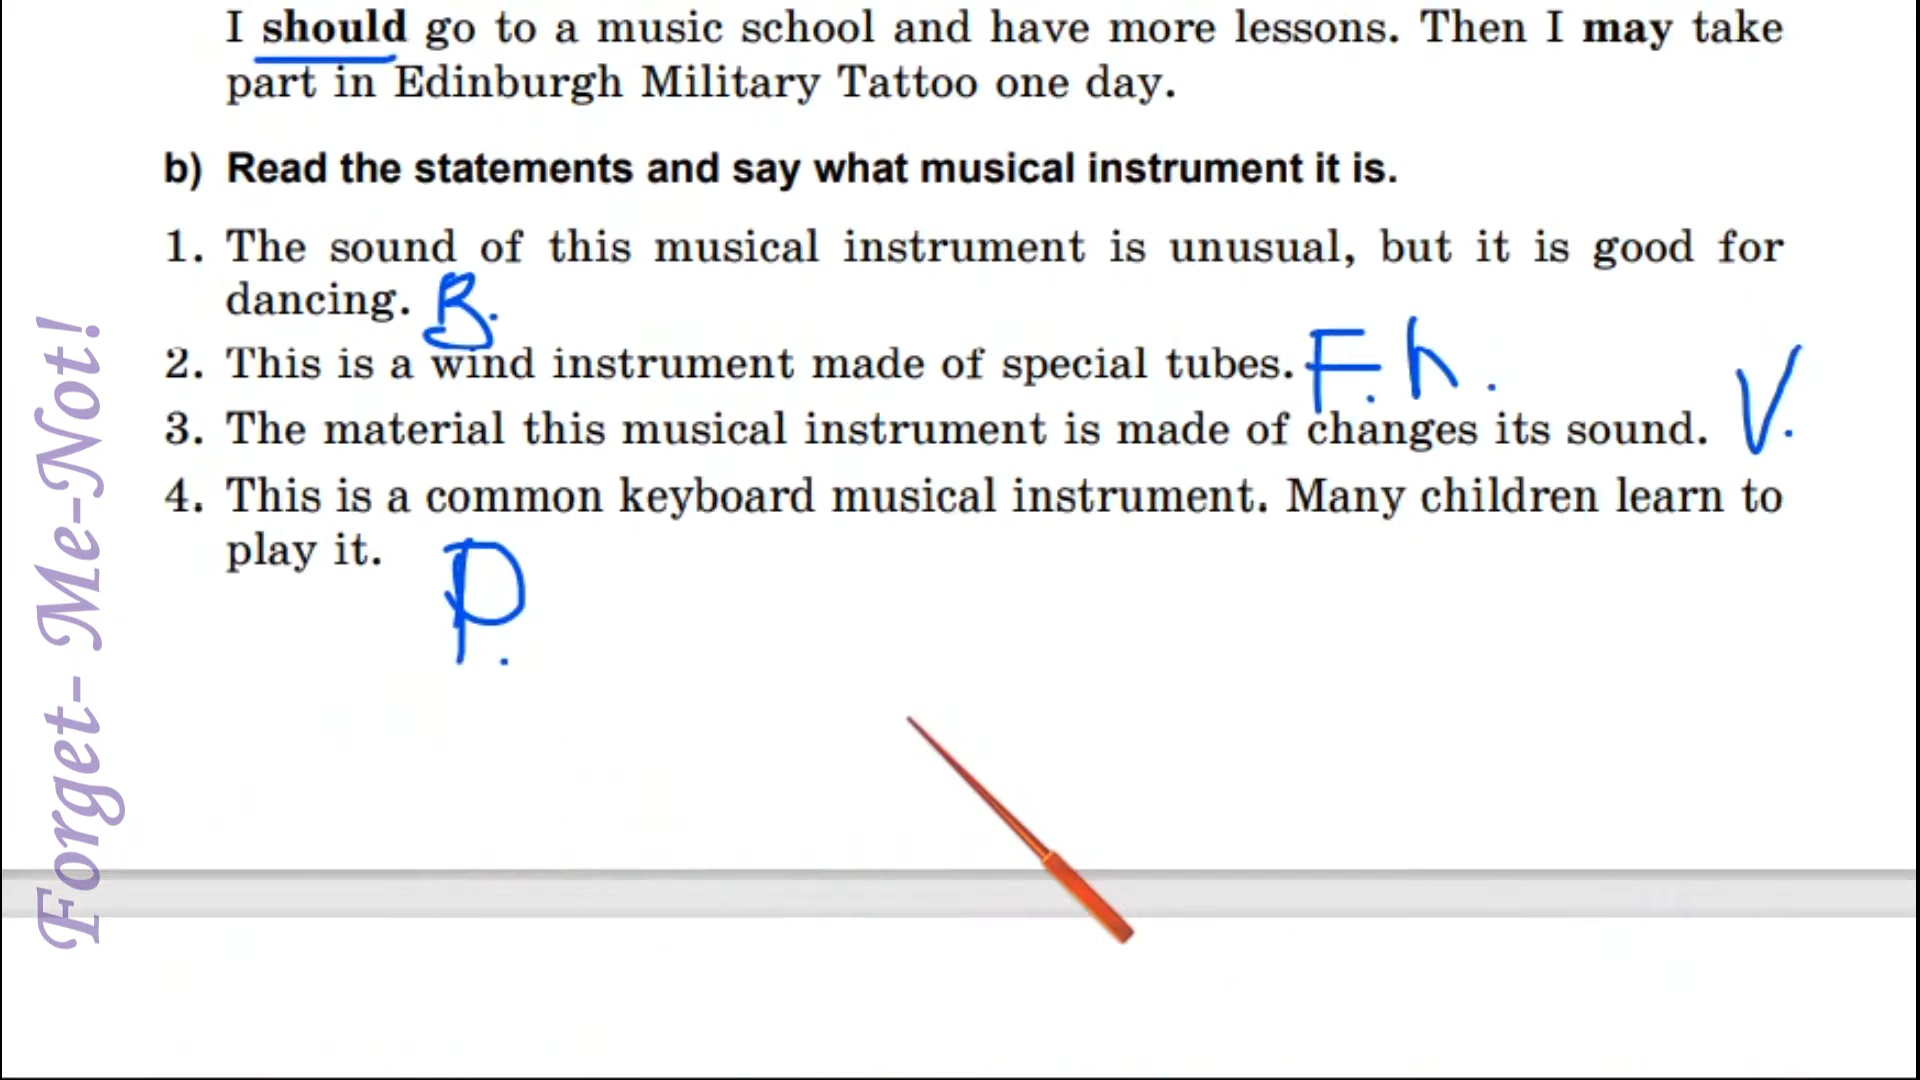 I should go to a music school and have more lessons. Then I may take
part in Edinburgh Military Tattoo one day.
b) Read the statements and say what musical instrument it is.
1. The sound of this musical instrument is unusual, but it is good for
dancing. B.
2. This is a wind instrument made of special tubes. F. h.
3. The material this musical instrument is made of changes its sound. V.
4. This is a common keyboard musical instrument. Many children learn to
play it. P.
Forget- Me-Not!